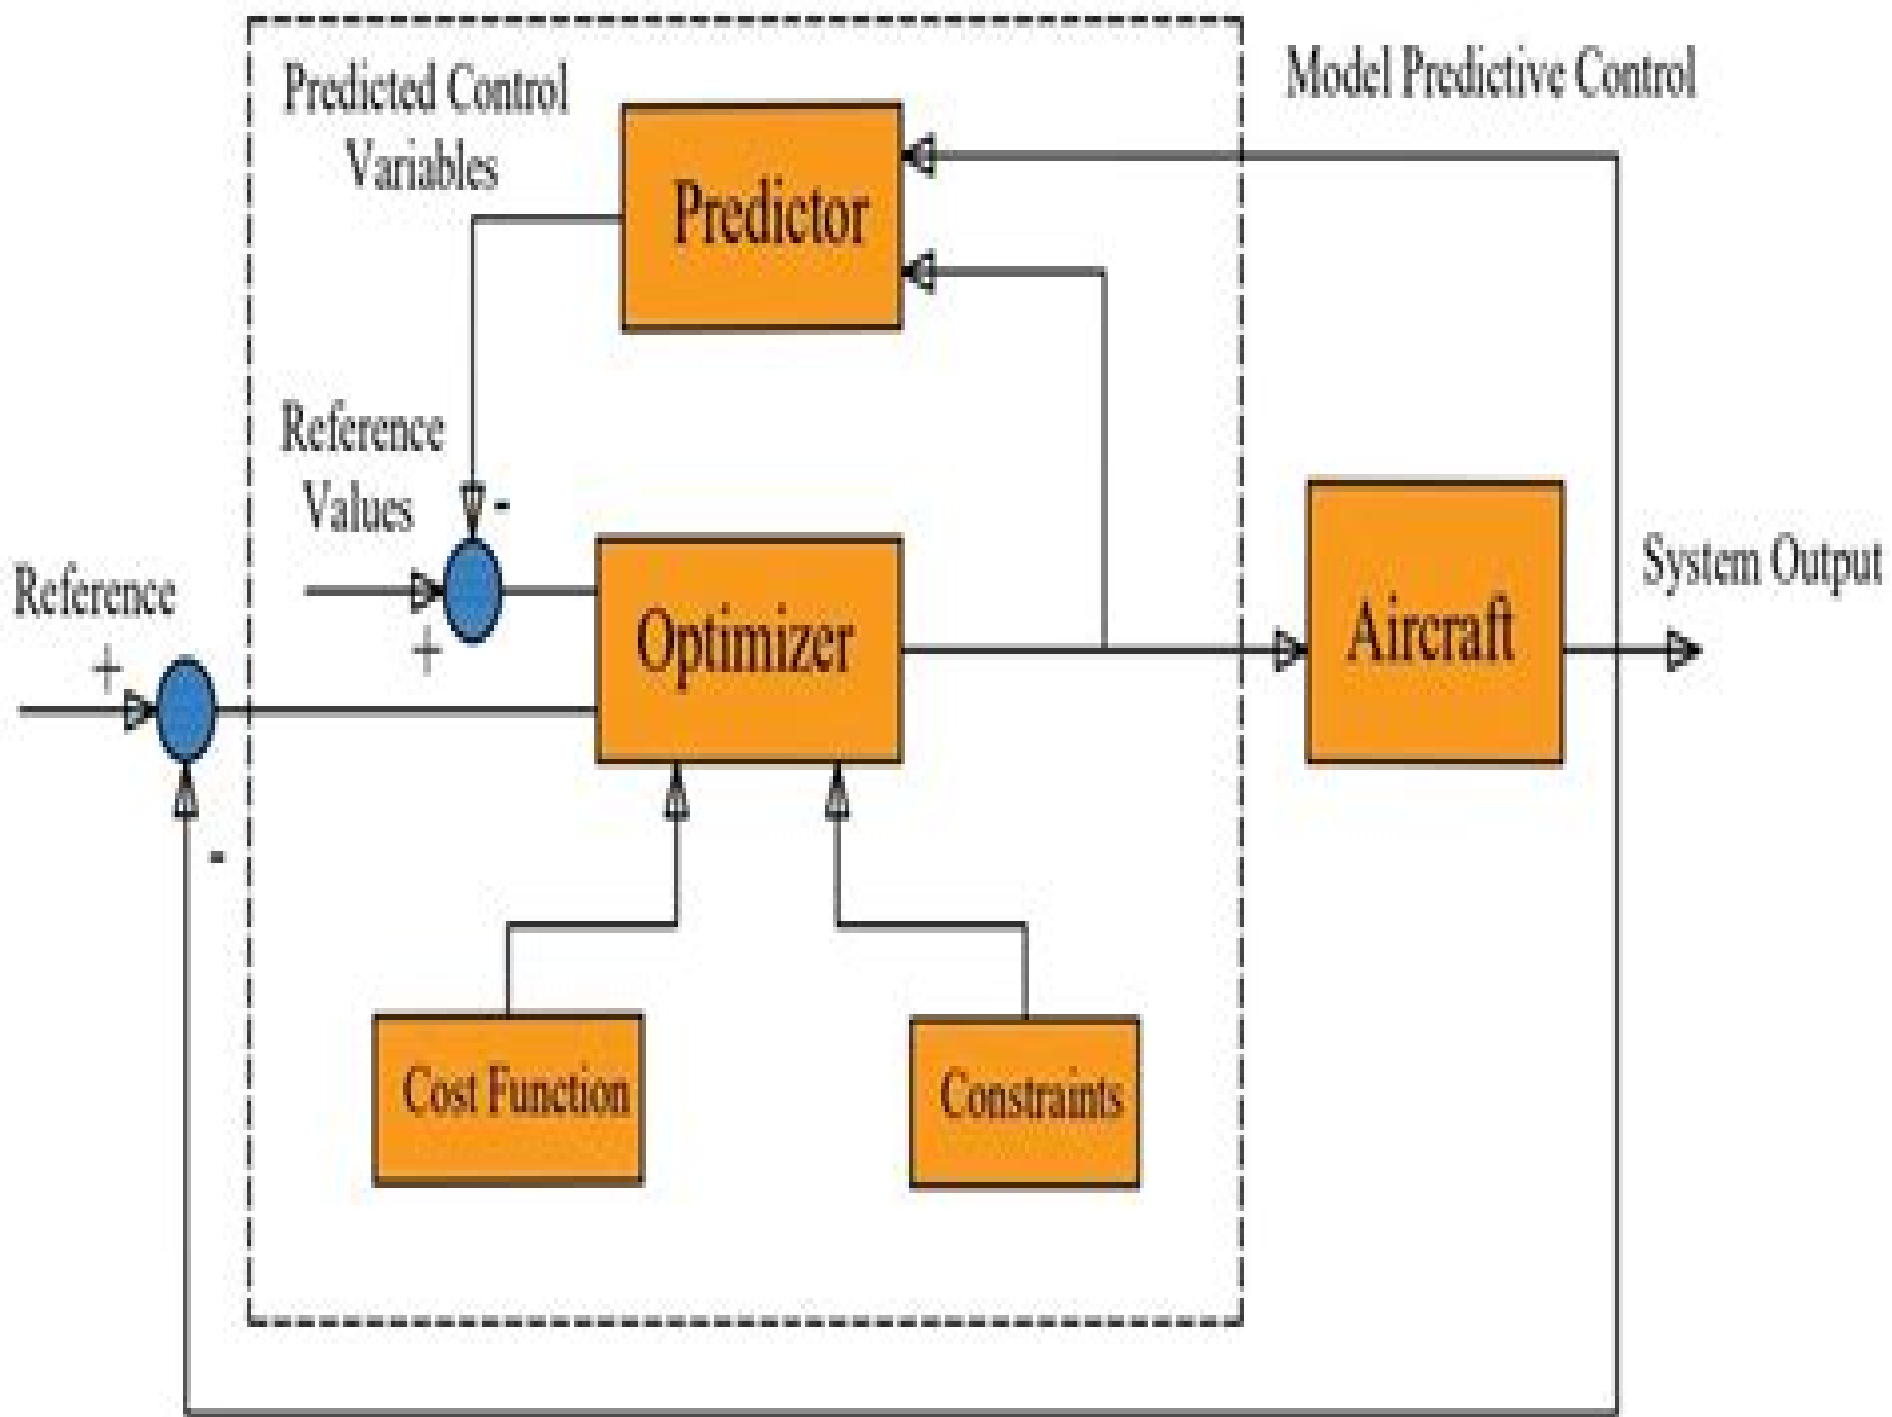 Predicted Control
Variables
Model Predictive Control
Predictor
Reference
Values
-
Reference
+
+
Optimizer
Aircraft
System Output
-
Cost Function
Constraints